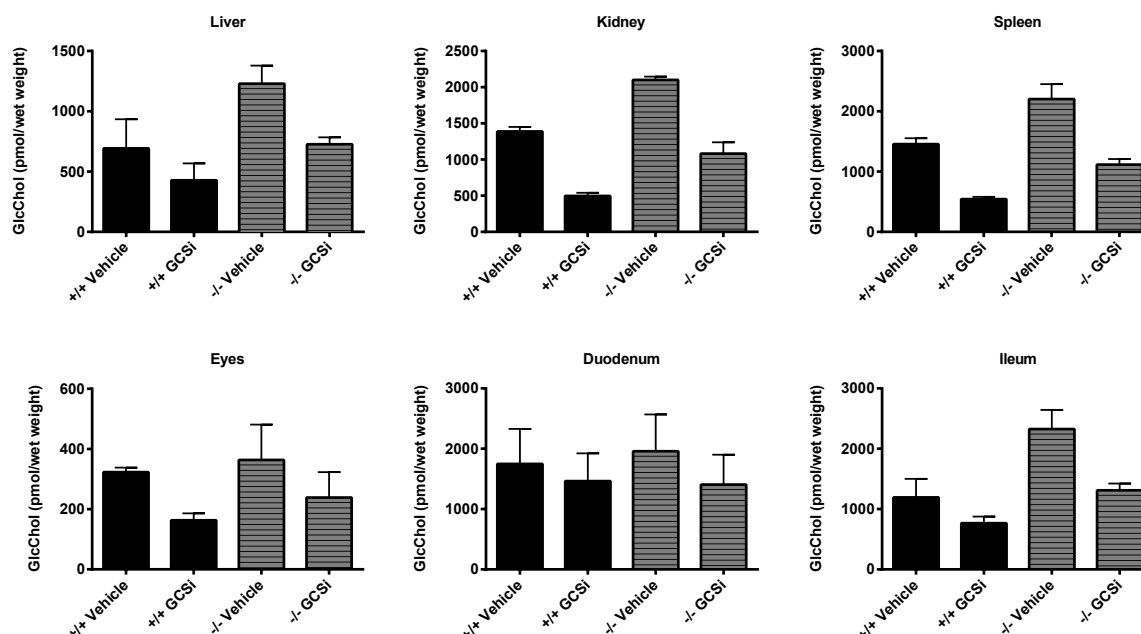 Liver
GlcChol (pmol/wet weight)
1500
1000
500
0
+/+ Vehicle
+/+ GCSi
-/- Vehicle
-/- GCSi
Kidney
GlcChol (pmol/wet weight)
2500
2000
1500
1000
500
0
+/+ Vehicle
+/+ GCSi
-/- Vehicle
-/- GCSi
Spleen
GlcChol (pmol/wet weight)
3000
2000
1000
0
+/+ Vehicle
+/+ GCSi
-/- Vehicle
-/- GCSi
Eyes
GlcChol (pmol/wet weight)
600
400
200
0
+/+ Vehicle
+/+ GCSi
-/- Vehicle
-/- GCSi
Duodenum
GlcChol (pmol/wet weight)
3000
2000
1000
0
+/+ Vehicle
+/+ GCSi
-/- Vehicle
-/- GCSi
Ileum
GlcChol (pmol/wet weight)
3000
2000
1000
0
+/+ Vehicle
+/+ GCSi
-/- Vehicle
-/- GCSi